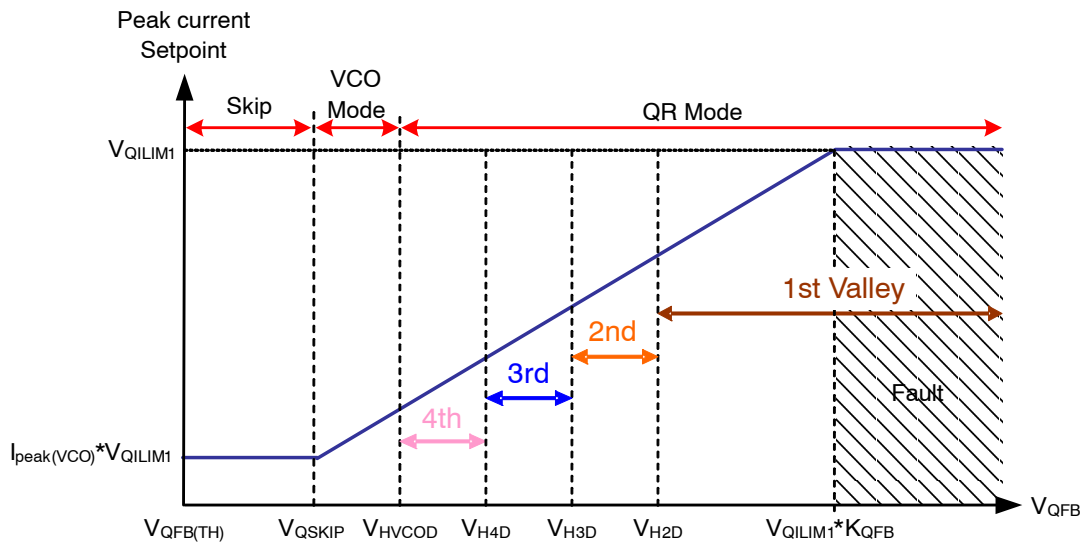 Peak current
Setpoint
VCO
Mode
Skip
QR Mode
VQILIM1
1st Valley
2nd
3rd
Fault
4th
Ipeak(VCO)*VQILIM1
VQFB
VQFB(TH)
VQSKIP
VHVCOD
VH4D
VH3D
VH2D
VQILIM1*KQFB